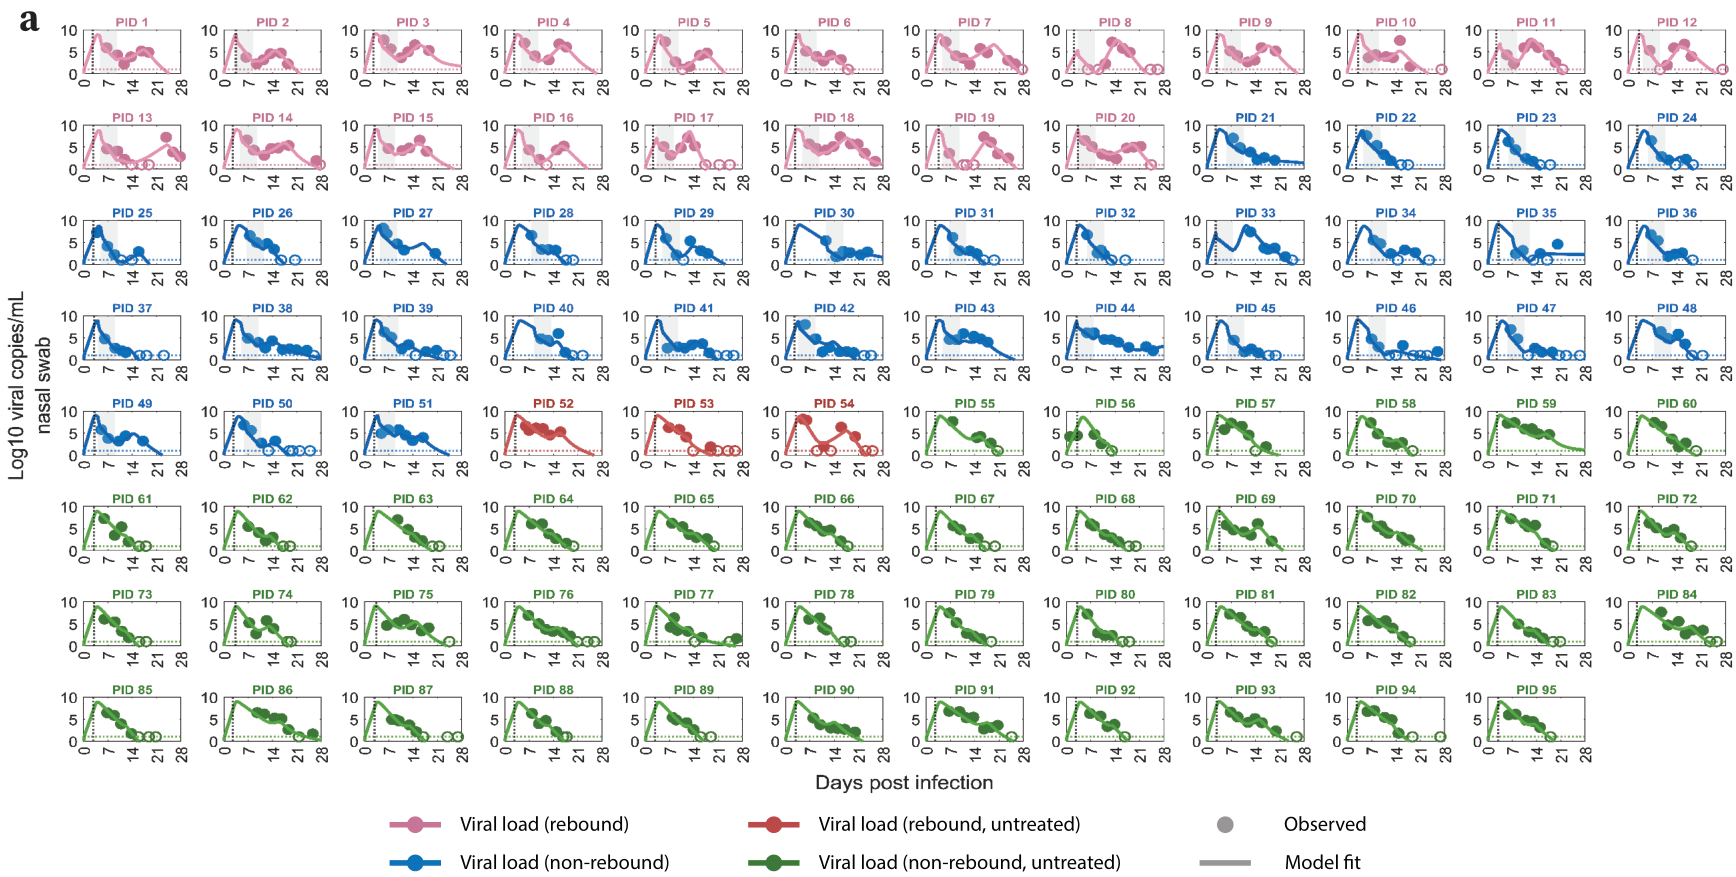 a
PID 1 PID 2 PID 3 PID 4 PID 5 PID 6 PID 7 PID 8 PID 9 PID 10 PID 11 PID 12
PID 13 PID 14 PID 15 PID 16 PID 17 PID 18 PID 19 PID 20 PID 21 PID 22 PID 23 PID 24
PID 25 PID 26 PID 27 PID 28 PID 29 PID 30 PID 31 PID 32 PID 33 PID 34 PID 35 PID 36
PID 37 PID 38 PID 39 PID 40 PID 41 PID 42 PID 43 PID 44 PID 45 PID 46 PID 47 PID 48
PID 49 PID 50 PID 51 PID 52 PID 53 PID 54 PID 55 PID 56 PID 57 PID 58 PID 59 PID 60
PID 61 PID 62 PID 63 PID 64 PID 65 PID 66 PID 67 PID 68 PID 69 PID 70 PID 71 PID 72
PID 73 PID 74 PID 75 PID 76 PID 77 PID 78 PID 79 PID 80 PID 81 PID 82 PID 83 PID 84
PID 85 PID 86 PID 87 PID 88 PID 89 PID 90 PID 91 PID 92 PID 93 PID 94 PID 95
10 5 0
0 7 14 21 28
Log10 viral copies/mL
nasal swab
Days post infection
Viral load (rebound)
Viral load (rebound, untreated)
Observed
Viral load (non-rebound)
Viral load (non-rebound, untreated)
Model fit